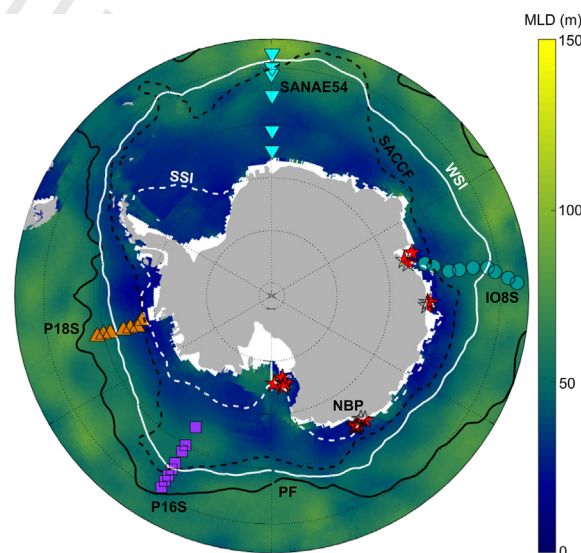 MLD (m)
150
SANAE54
SSI
SACCF
WSI
100
IO8S
P18S
50
NBP
PF
P16S
0